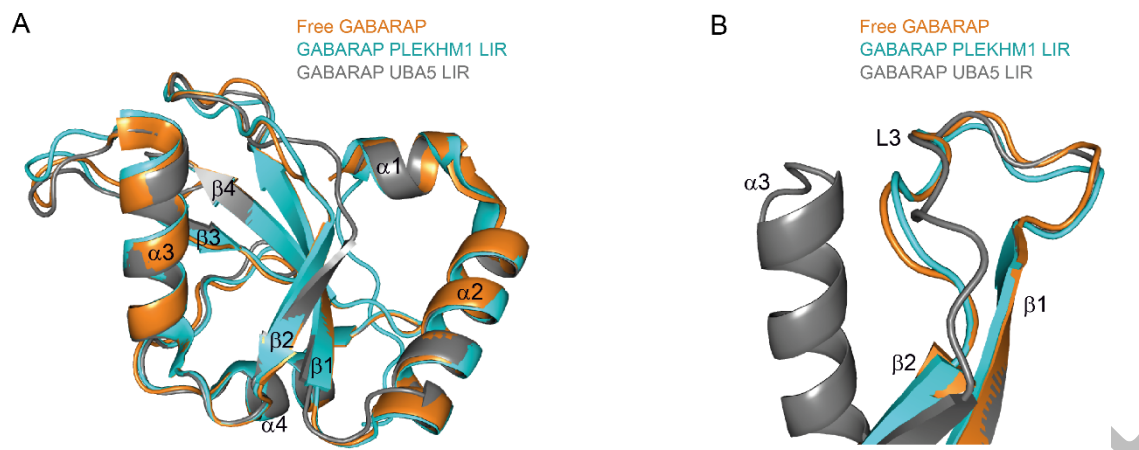 A
Free GABARAP
GABARAP PLEKHM1 LIR
GABARAP UBA5 LIR
α1
β4
β3
α3
α2
β2
β1
α4
B
Free GABARAP
GABARAP PLEKHM1 LIR
GABARAP UBA5 LIR
L3
α3
β1
β2